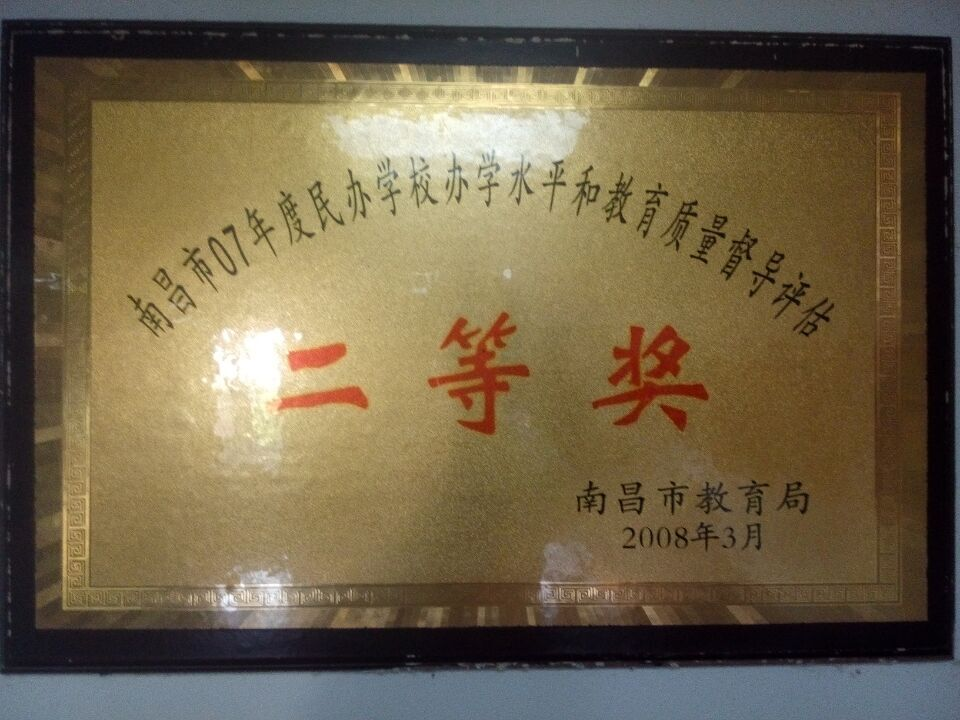 南昌市07年度民办学校办学水平和教育质量督导评估
二等奖
南昌市教育局
2008年3月